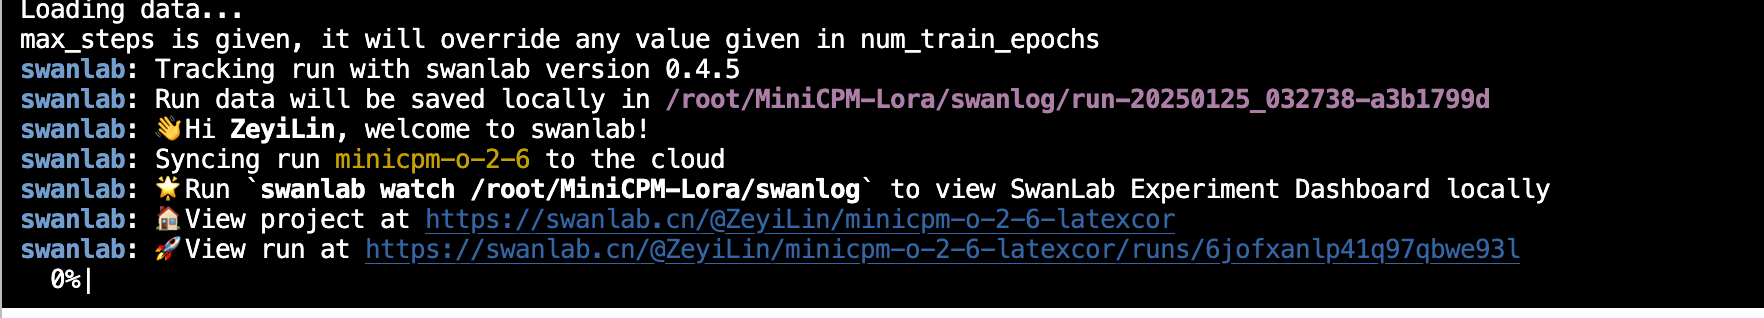 Loading data...
max_steps is given, it will override any value given in num_train_epochs
swanlab: Tracking run with swanlab version 0.4.5
swanlab: Run data will be saved locally in /root/MiniCPM-Lora/swanlog/run-20250125_032738-a3b1799d
swanlab: 👋Hi ZeyiLin, welcome to swanlab!
swanlab: Syncing run minicpm-o-2-6 to the cloud
swanlab: 🌟Run `swanlab watch /root/MiniCPM-Lora/swanlog` to view SwanLab Experiment Dashboard locally
swanlab: 🏠View project at https://swanlab.cn/@ZeyiLin/minicpm-o-2-6-latexcor
swanlab: 🚀View run at https://swanlab.cn/@ZeyiLin/minicpm-o-2-6-latexcor/runs/6jofxanlp41q97qbwe93l
0%|